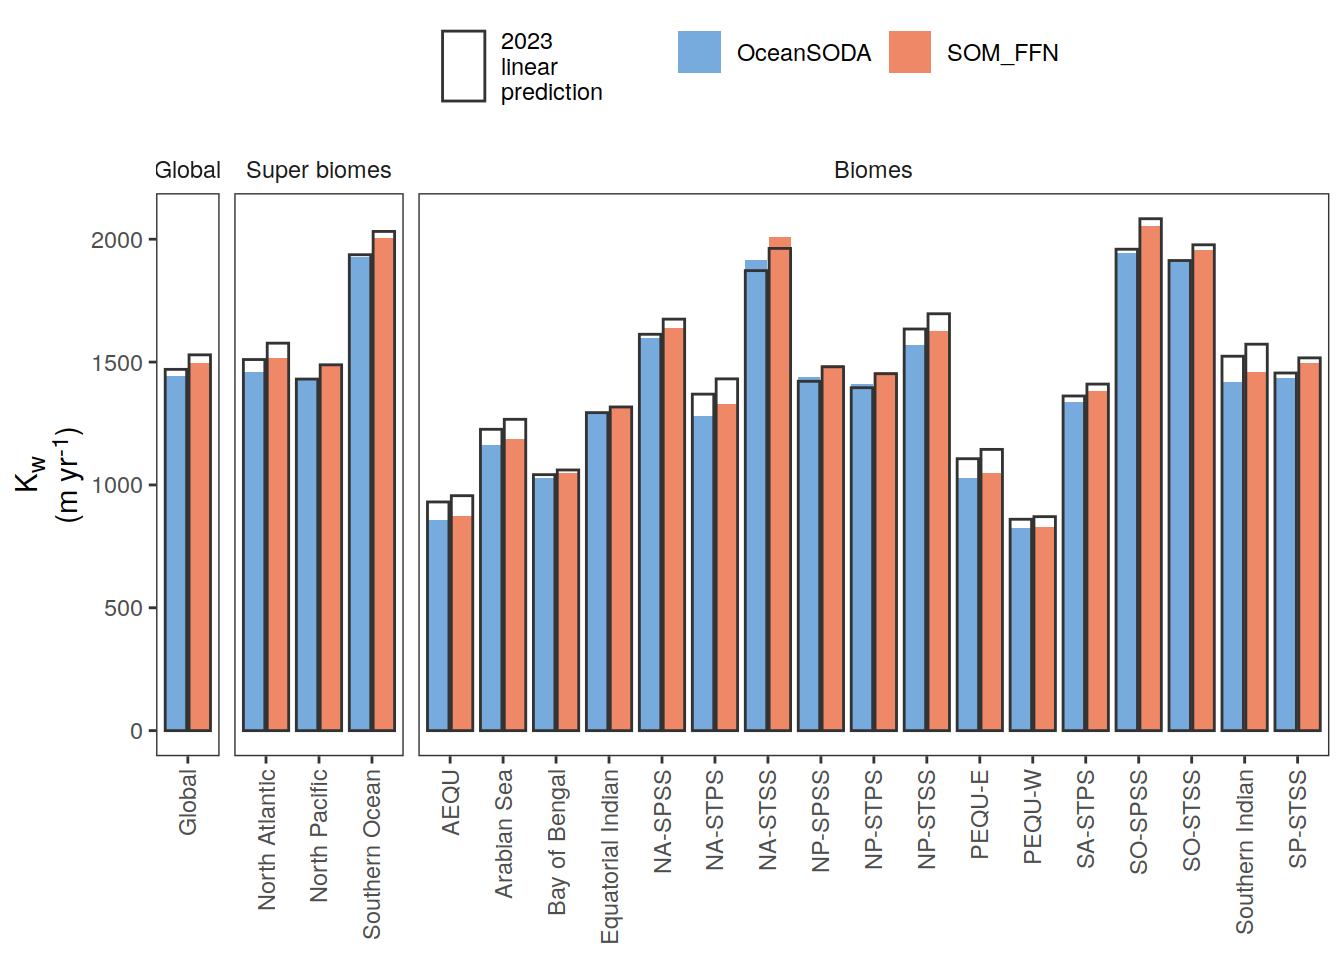 2023
linear
prediction
OceanSODA
SOM_FFN
Global
Super biomes
Biomes
K_w
(m yr^-1)
2000
1500
1000
500
0
Global
North Atlantic
North Pacific
Southern Ocean
AEQU
Arabian Sea
Bay of Bengal
Equatorial Indian
NA-SPSS
NA-STPS
NA-STSS
NP-SPSS
NP-STPS
NP-STSS
PEQU-E
PEQU-W
SA-STPS
SO-SPSS
SO-STSS
Southern Indian
SP-STSS